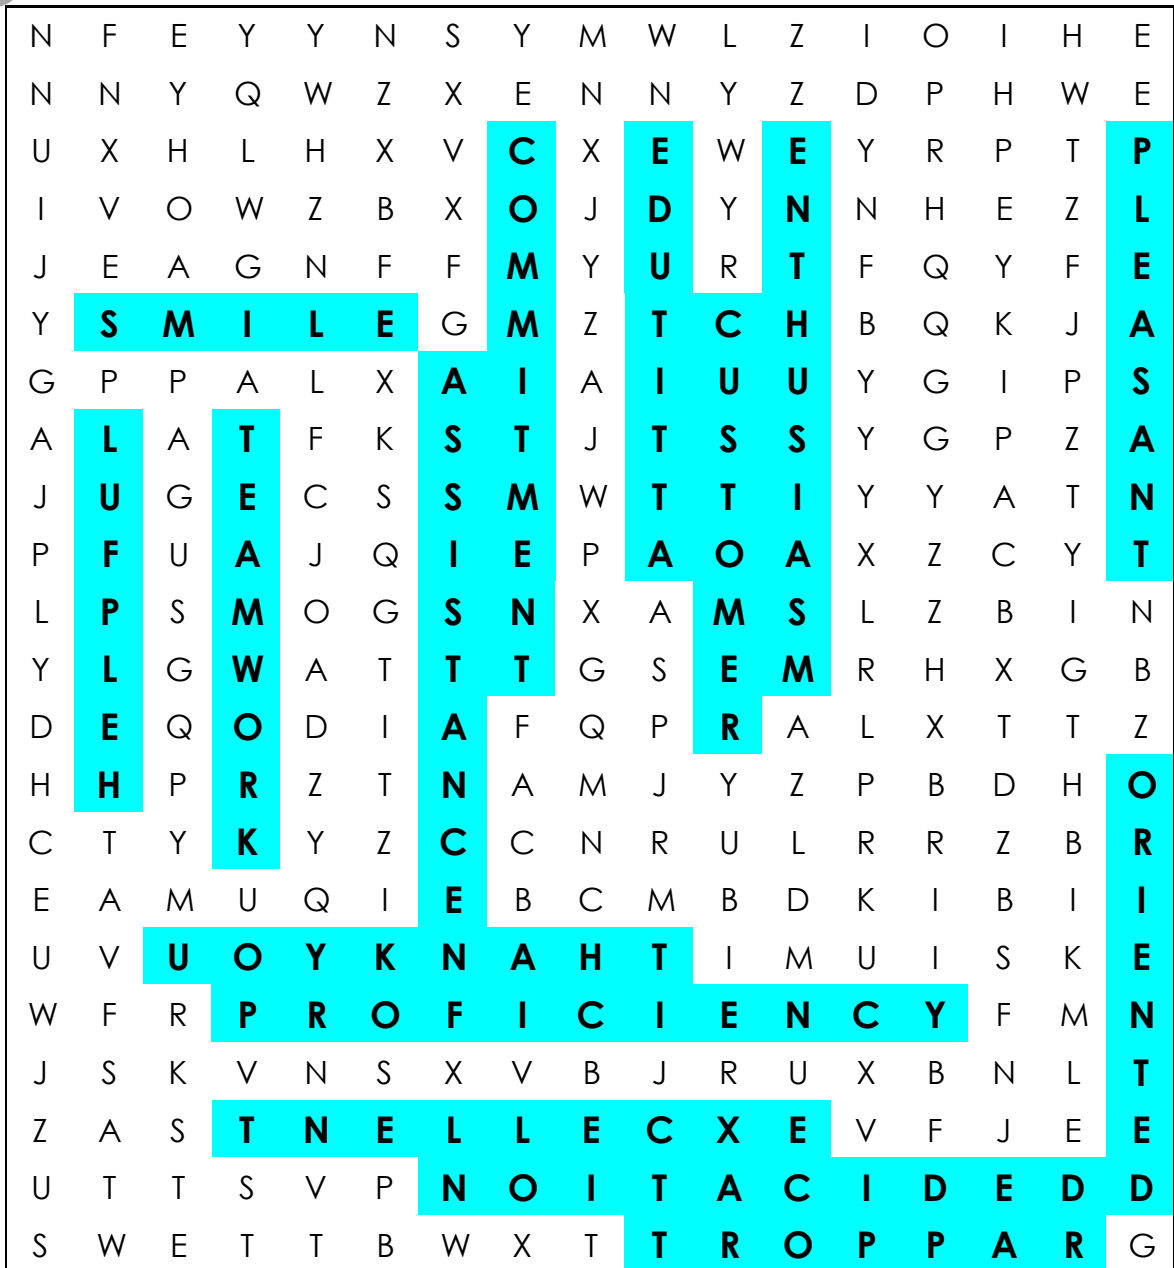 N F E Y Y N S Y M W L Z I O I H E
N N Y Q W Z X E N N Y Z D P H W E
U X H L H X V C X E W E Y R P T P
I V O W Z B X O J D Y N N H E Z L
J E A G N F F M Y U R T F Q Y F E
Y S M I L E G M Z T C H B Q K J A
G P P A L X A I A I U U Y G I P S
A L A T F K S T J T S S Y G P Z A
J U G E C S S M W T T I Y Y A T N
P F U A J Q I E P A O A X Z C Y T
L P S M O G S N X A M S L Z B I N
Y L G W A T T T G S E M R H X G B
D E Q O D I A F Q P R A L X T T Z
H H P R Z T N A M J Y Z P B D H O
C T Y K Y Z C C N R U L R R Z B R
E A M U Q I E B C M B D K I B I I
U V U O Y K N A H T I M U I S K E
W F R P R O F I C I E N C Y F M N
J S K V N S X V B J R U X B N L T
Z A S T N E L L E C X E V F J E E
U T T S V P N O I T A C I D E D D
S W E T T B W X T T R O P P A R G